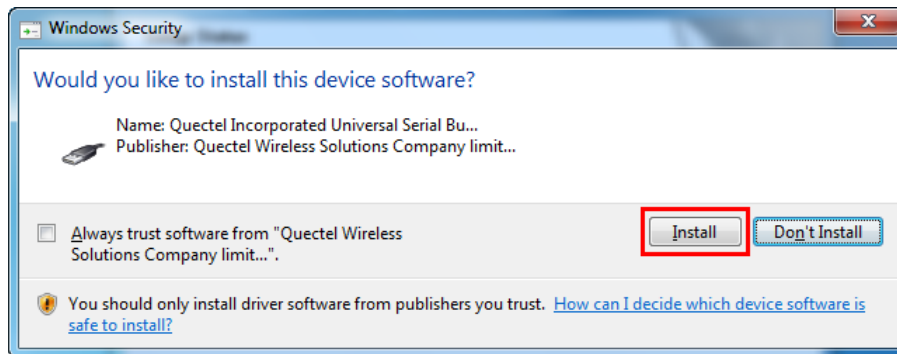 Windows Security
Would you like to install this device software?
Name: Quectel Incorporated Universal Serial Bu...
Publisher: Quectel Wireless Solutions Company limit...
Always trust software from "Quectel Wireless
Solutions Company limit...".
Install
Don't Install
You should only install driver software from publishers you trust. How can I decide which device software is
safe to install?